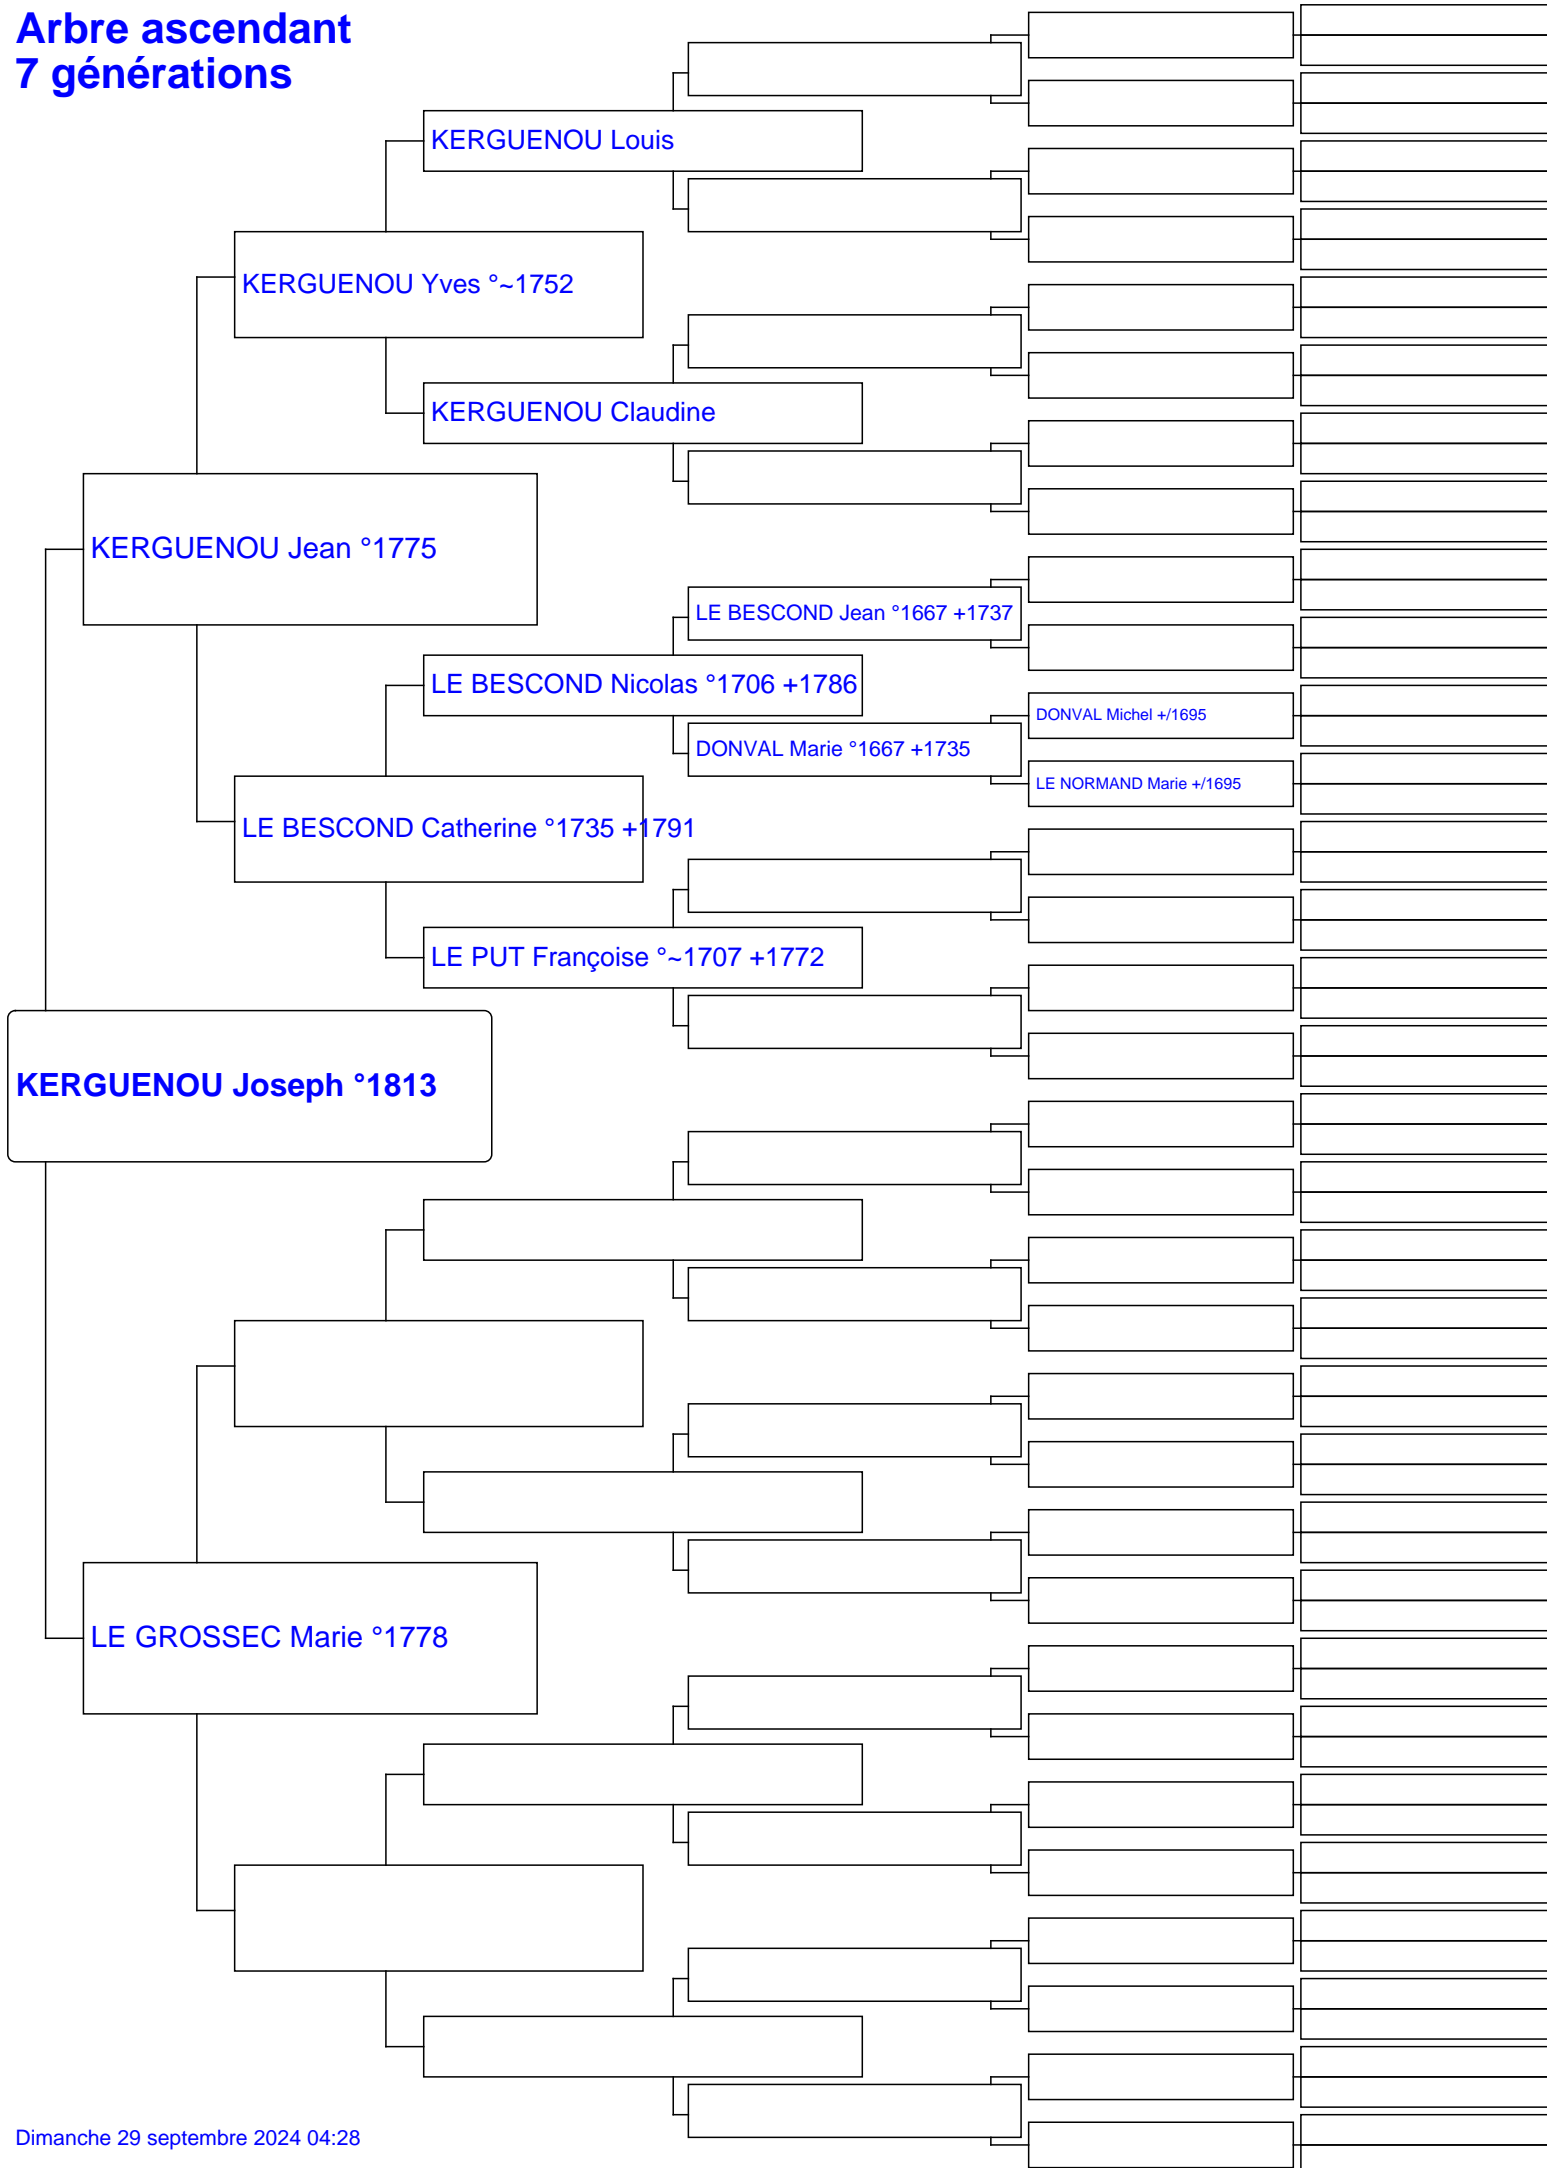 Arbre ascendant
7 générations
KERGUENOU Louis
KERGUENOU Yves °~1752
KERGUENOU Claudine
KERGUENOU Jean °1775
LE BESCOND Jean °1667 +1737
LE BESCOND Nicolas °1706 +1786
DONVAL Michel +/1695
DONVAL Marie °1667 +1735
LE NORMAND Marie +/1695
LE BESCOND Catherine °1735 +1791
LE PUT Françoise °~1707 +1772
KERGUENOU Joseph °1813
LE GROSSEC Marie °1778
Dimanche 29 septembre 2024 04:28